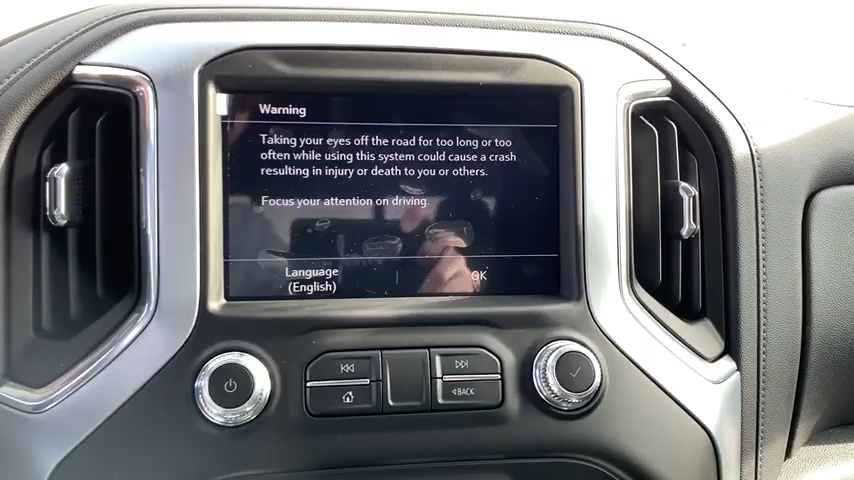 Warning
Taking your eyes off the road for too long or too
often while using this system could cause a crash
resulting in injury or death to you or others.
Focus your attention on driving.
Language
(English)
OK
BACK